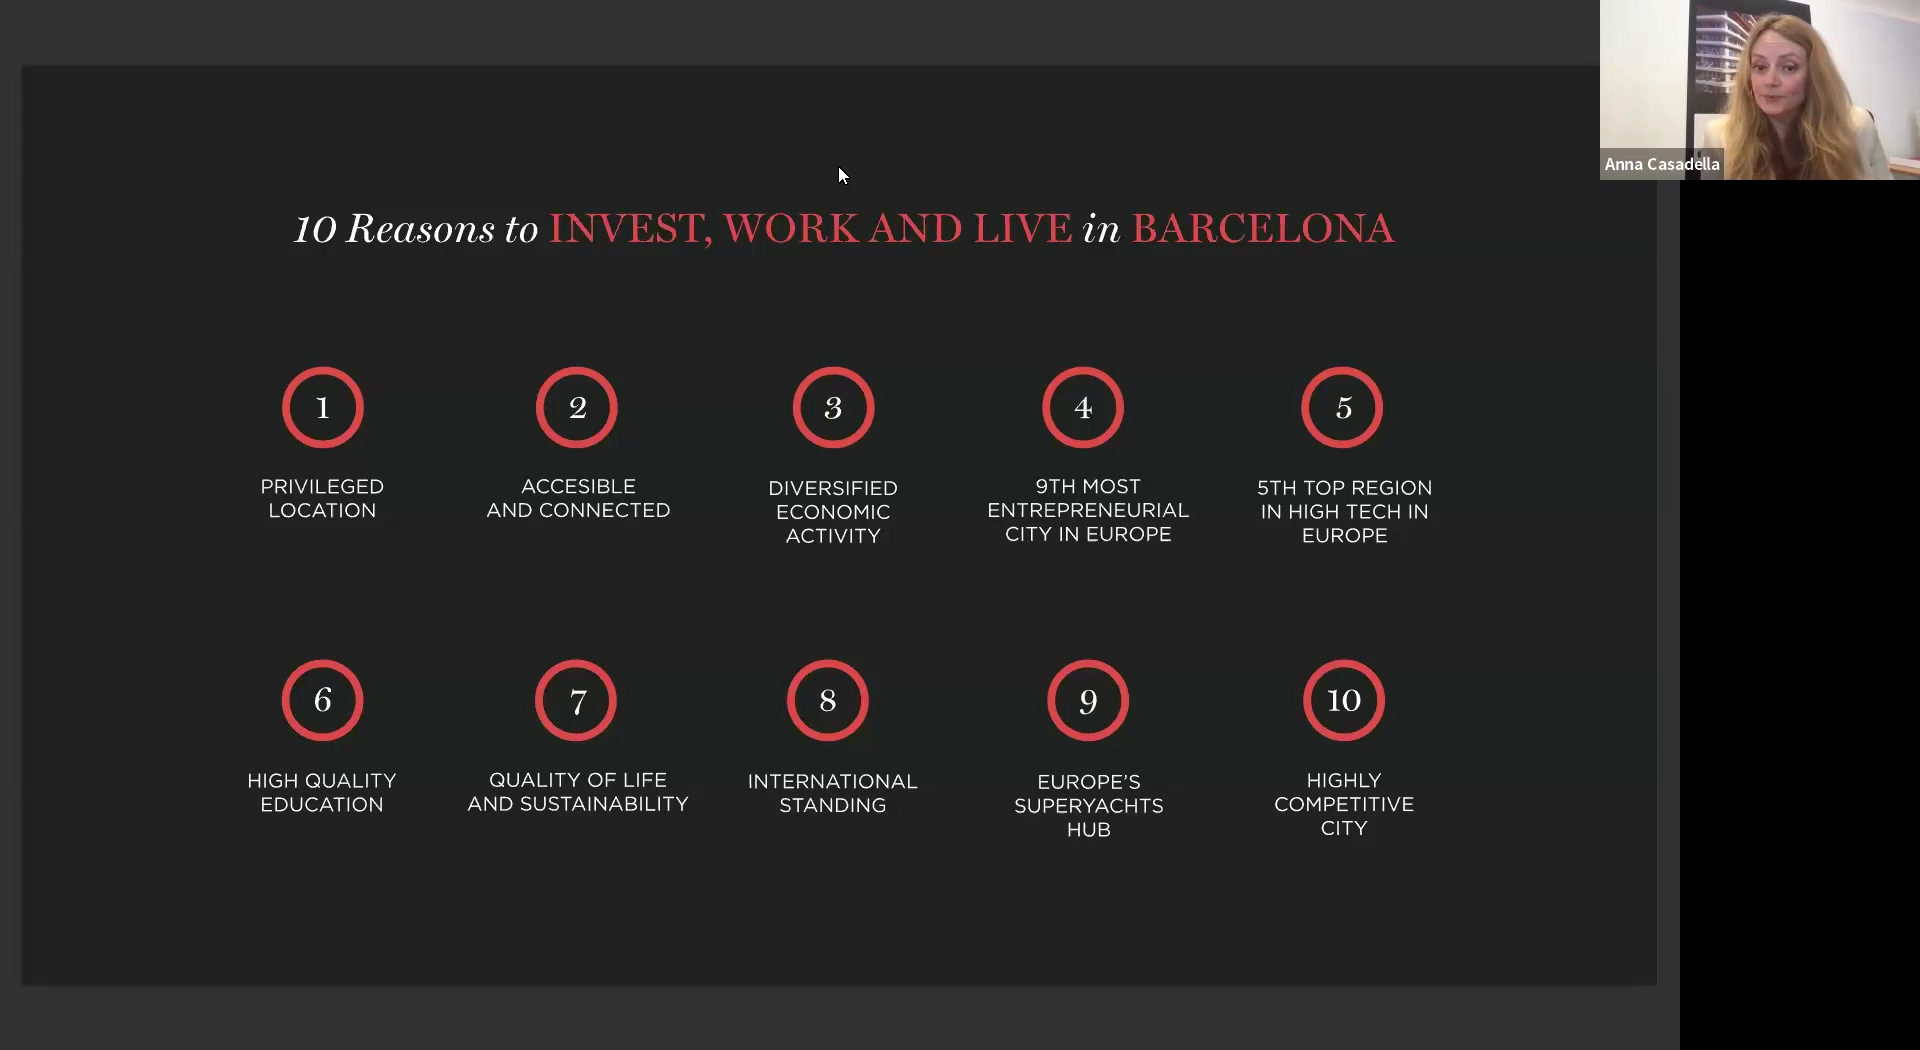 Anna Casadella
10 Reasons to INVEST, WORK AND LIVE in BARCELONA
1
PRIVILEGED
LOCATION
2
ACCESIBLE
AND CONNECTED
3
DIVERSIFIED
ECONOMIC
ACTIVITY
4
9TH MOST
ENTREPRENEURIAL
CITY IN EUROPE
5
5TH TOP REGION
IN HIGH TECH IN
EUROPE
6
HIGH QUALITY
EDUCATION
7
QUALITY OF LIFE
AND SUSTAINABILITY
8
INTERNATIONAL
STANDING
9
EUROPE’S
SUPERYACHTS
HUB
10
HIGHLY
COMPETITIVE
CITY